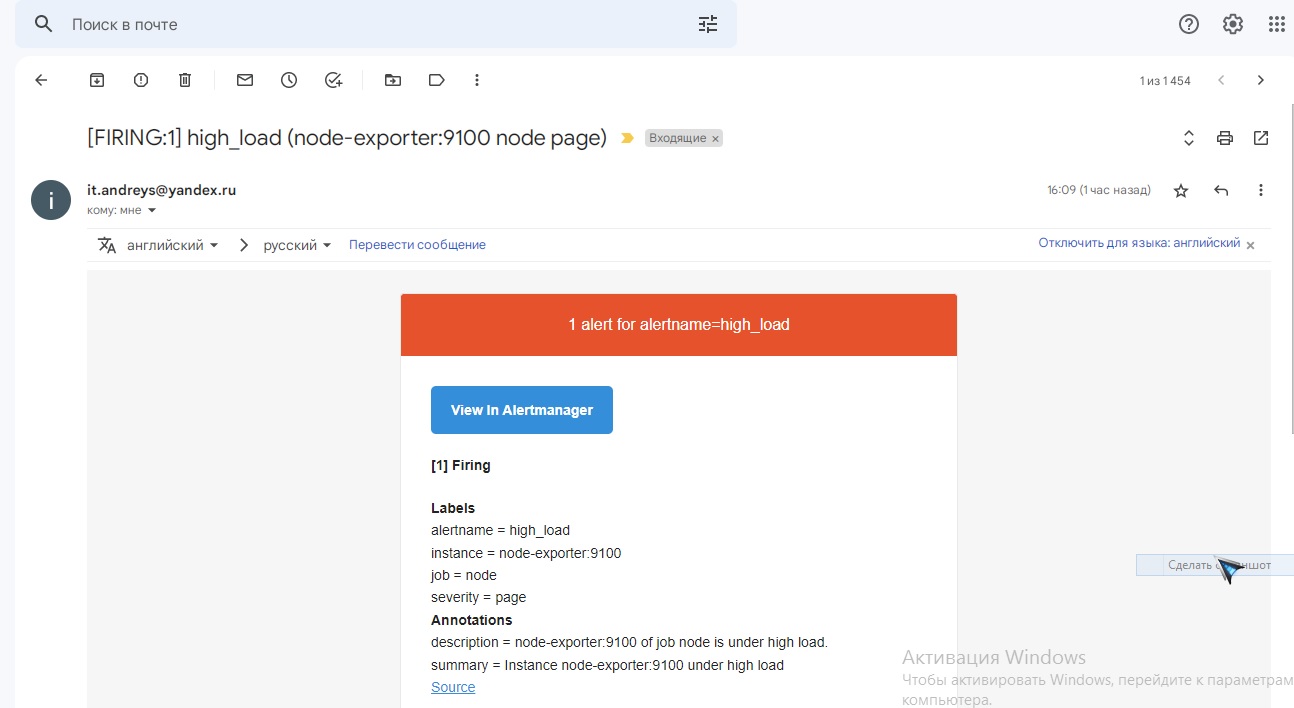 Поиск в почте
1 из 1 454
[FIRING:1] high_load (node-exporter:9100 node page)
Входящие ×
i
it.andreys@yandex.ru
16:09 (1 час назад)
кому: мне
английский
русский
Перевести сообщение
Отключить для языка: английский ×
1 alert for alertname=high_load
View in Alertmanager
[1] Firing
Labels
alertname = high_load
instance = node-exporter:9100
job = node
severity = page
Annotations
description = node-exporter:9100 of job node is under high load.
summary = Instance node-exporter:9100 under high load
Source
Сделать
Активация Windows
Чтобы активировать Windows, перейдите к параметрам
компьютера.